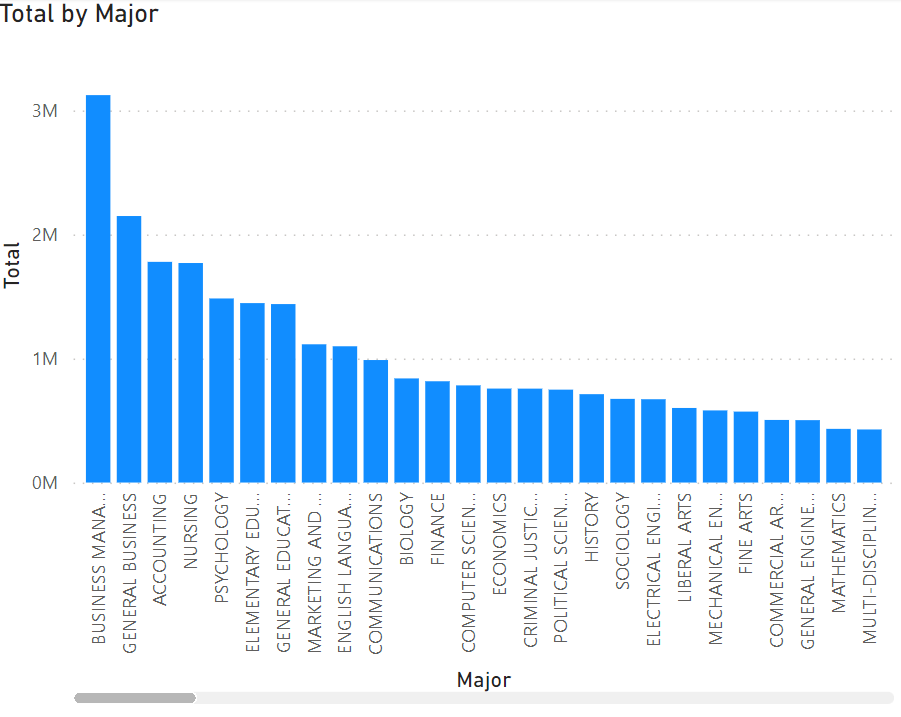 Total by Major
Total
3M
2M
1M
0M
BUSINESS MANA...
GENERAL BUSINESS
ACCOUNTING
NURSING
PSYCHOLOGY
ELEMENTARY EDU...
GENERAL EDUCAT...
MARKETING AND ...
ENGLISH LANGUA...
COMMUNICATIONS
BIOLOGY
FINANCE
COMPUTER SCIEN...
ECONOMICS
CRIMINAL JUSTIC...
POLITICAL SCIEN...
HISTORY
SOCIOLOGY
ELECTRICAL ENGI...
LIBERAL ARTS
MECHANICAL EN...
FINE ARTS
COMMERCIAL AR...
GENERAL ENGINE...
MATHEMATICS
MULTI-DISCIPLIN...
Major